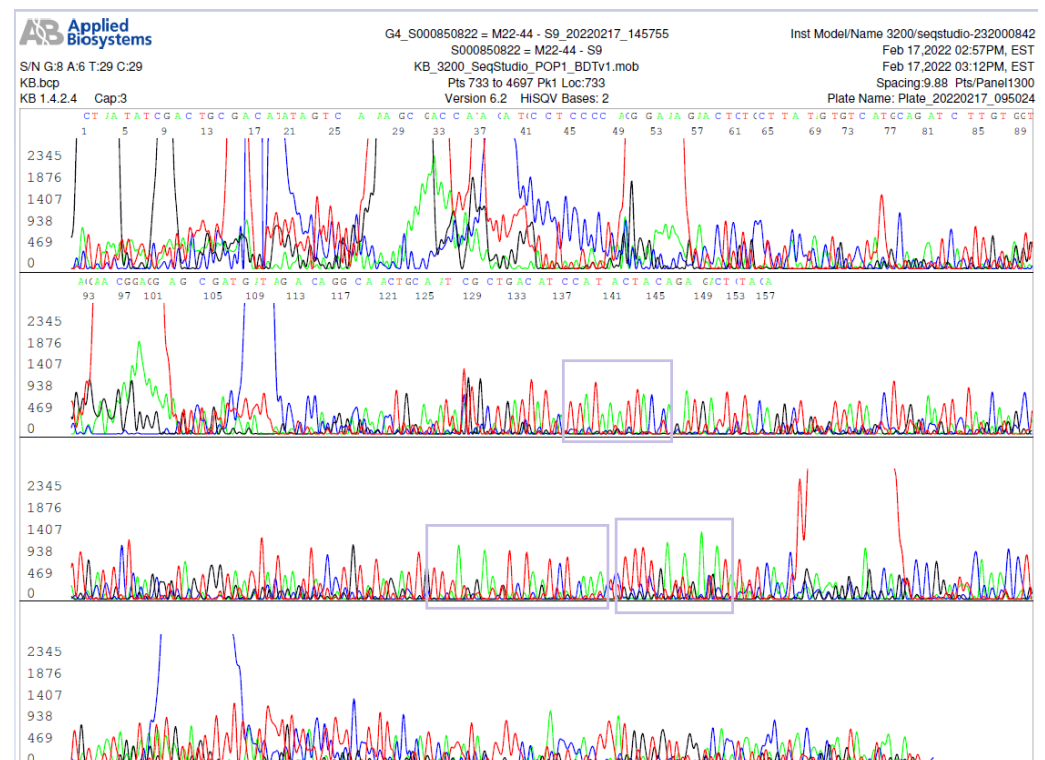 Applied
Biosystems
G4_S000850822 = M22-44 - S9_20220217_145755
S000850822 = M22-44 - S9
KB_3200_SeqStudio_POP1_BDTv1.mob
Pts 733 to 4697 Pk1 Loc:733
Version 6.2 HiSQV Bases: 2
Inst Model/Name 3200/seqstudio-232000842
Feb 17,2022 02:57PM, EST
Feb 17,2022 03:12PM, EST
Spacing:9.88 Pts/Panel1300
Plate Name: Plate_20220217_095024
S/N G:8 A:6 T:29 C:29
KB.bcp
KB 1.4.2.4 Cap:3
1 5 9 13 17 21 25 29 33 37 41 45 49 53 57 61 65 69 73 77 81 85 89
2345
1876
1407
938
469
0
93 97 101 105 109 113 117 121 125 129 133 137 141 145 149 153 157
2345
1876
1407
938
469
0
2345
1876
1407
938
469
0
2345
1876
1407
938
469
0